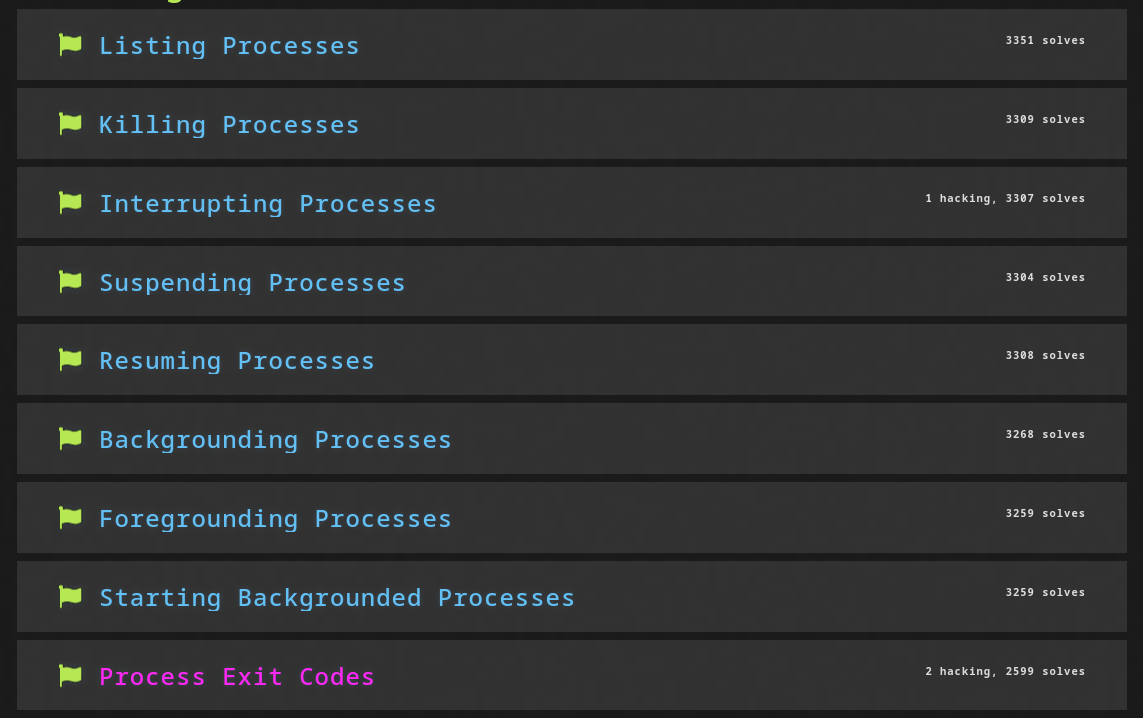 Listing Processes 3351 solves
Killing Processes 3309 solves
Interrupting Processes 1 hacking, 3307 solves
Suspending Processes 3304 solves
Resuming Processes 3308 solves
Backgrounding Processes 3268 solves
Foregrounding Processes 3259 solves
Starting Backgrounded Processes 3259 solves
Process Exit Codes 2 hacking, 2599 solves